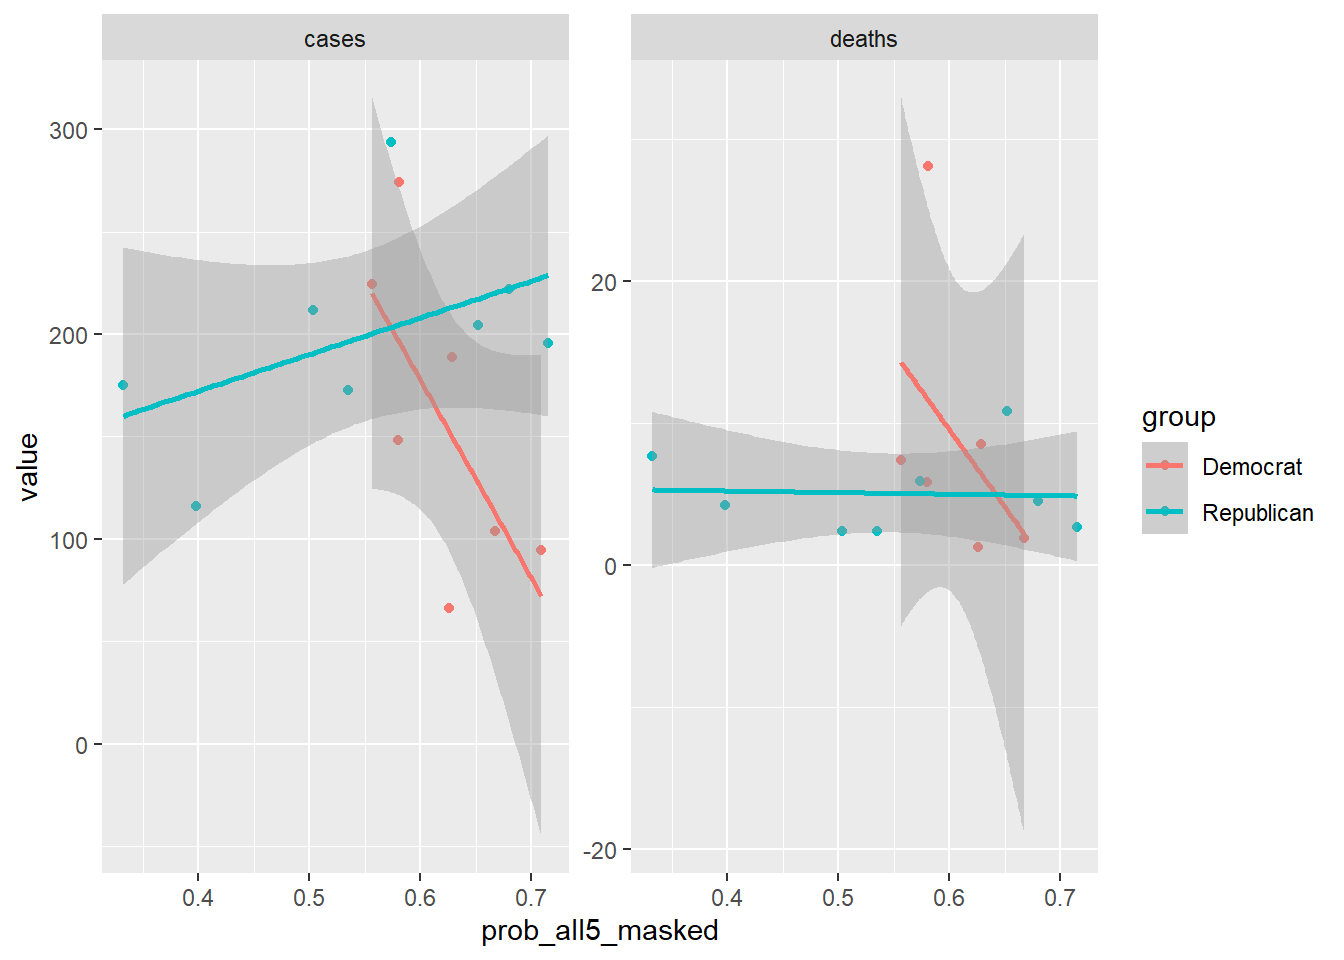 cases
deaths
300
200
100
0
20
0
-20
value
0.4 0.5 0.6 0.7
0.4 0.5 0.6 0.7
prob_all5_masked
group
Democrat
Republican